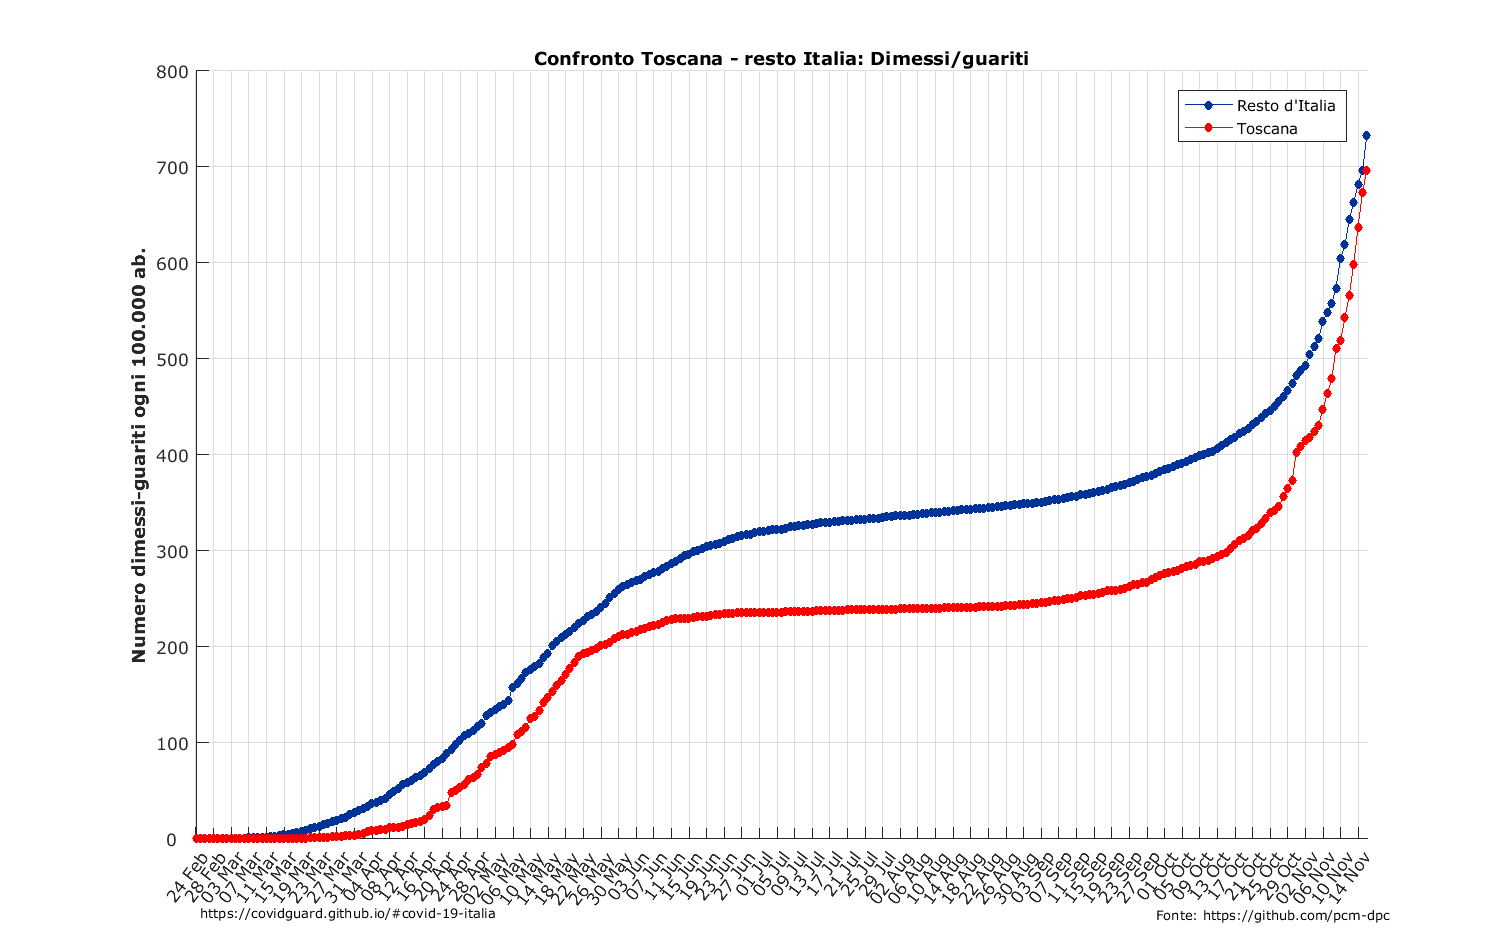 Confronto Toscana - resto Italia: Dimessi/guariti
Numero dimessi-guariti ogni 100.000 ab.
800
700
600
500
400
300
200
100
0
Resto d'Italia
Toscana
24 Feb
28 Feb
03 Mar
07 Mar
11 Mar
15 Mar
19 Mar
23 Mar
27 Mar
31 Mar
04 Apr
08 Apr
12 Apr
16 Apr
20 Apr
24 Apr
28 Apr
02 May
06 May
10 May
14 May
18 May
22 May
26 May
30 May
03 Jun
07 Jun
11 Jun
15 Jun
19 Jun
23 Jun
27 Jun
01 Jul
05 Jul
09 Jul
13 Jul
17 Jul
21 Jul
25 Jul
29 Jul
02 Aug
06 Aug
10 Aug
14 Aug
18 Aug
22 Aug
26 Aug
30 Aug
03 Sep
07 Sep
11 Sep
15 Sep
19 Sep
23 Sep
27 Sep
01 Oct
05 Oct
09 Oct
13 Oct
17 Oct
21 Oct
25 Oct
29 Oct
02 Nov
06 Nov
10 Nov
14 Nov
https://covidguard.github.io/#covid-19-italia
Fonte: https://github.com/pcm-dpc